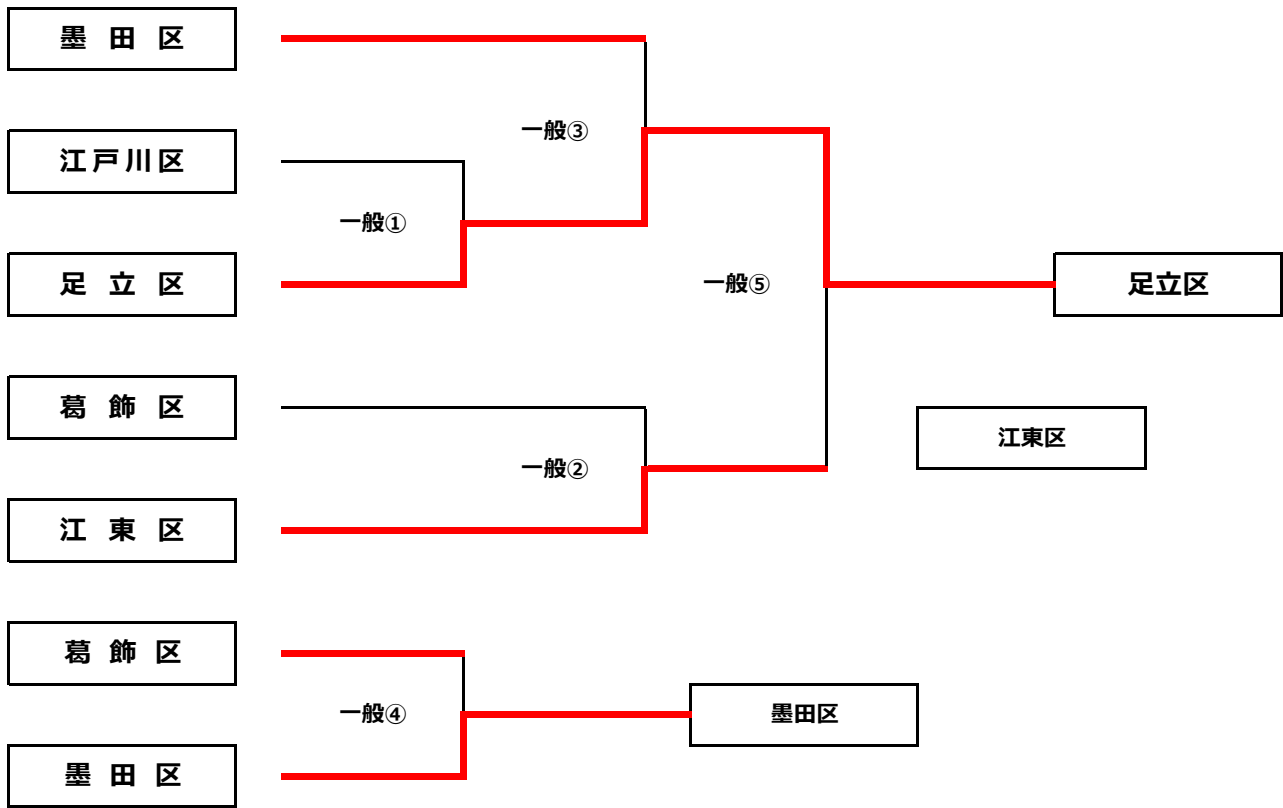 墨田区
一般③
江戸川区
一般①
足立区
一般⑤
足立区
葛飾区
江東区
一般②
江東区
葛飾区
一般④
墨田区
墨田区